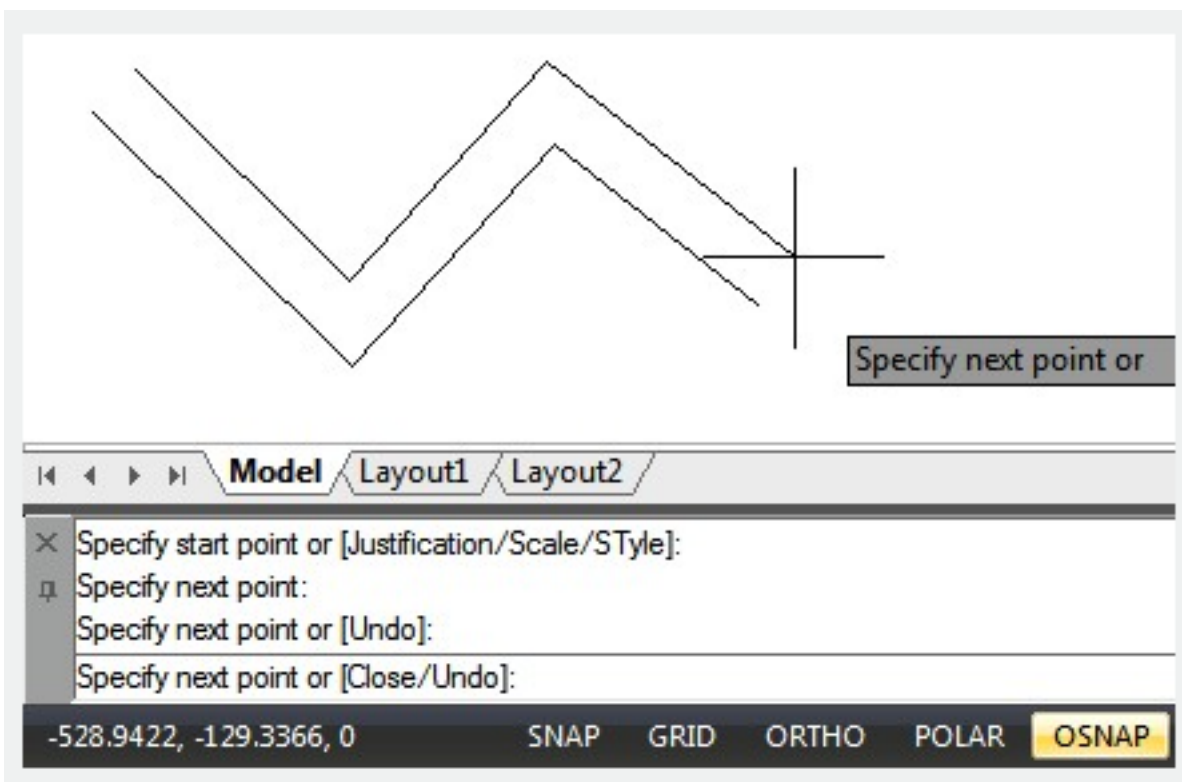 Specify next point or
Model Layout1 Layout2
Specify start point or [Justification/Scale/STyle]:
Specify next point:
Specify next point or [Undo]:
Specify next point or [Close/Undo]:
-528.9422, -129.3366, 0 SNAP GRID ORTHO POLAR OSNAP